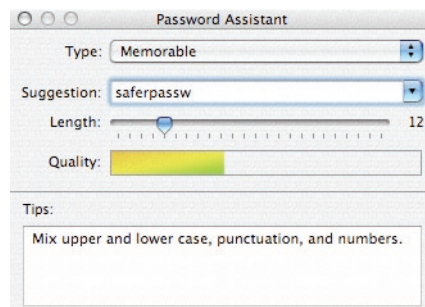 Password Assistant
Type: Memorable
Suggestion: saferpassw
Length: 12
Quality:
Tips:
Mix upper and lower case, punctuation, and numbers.